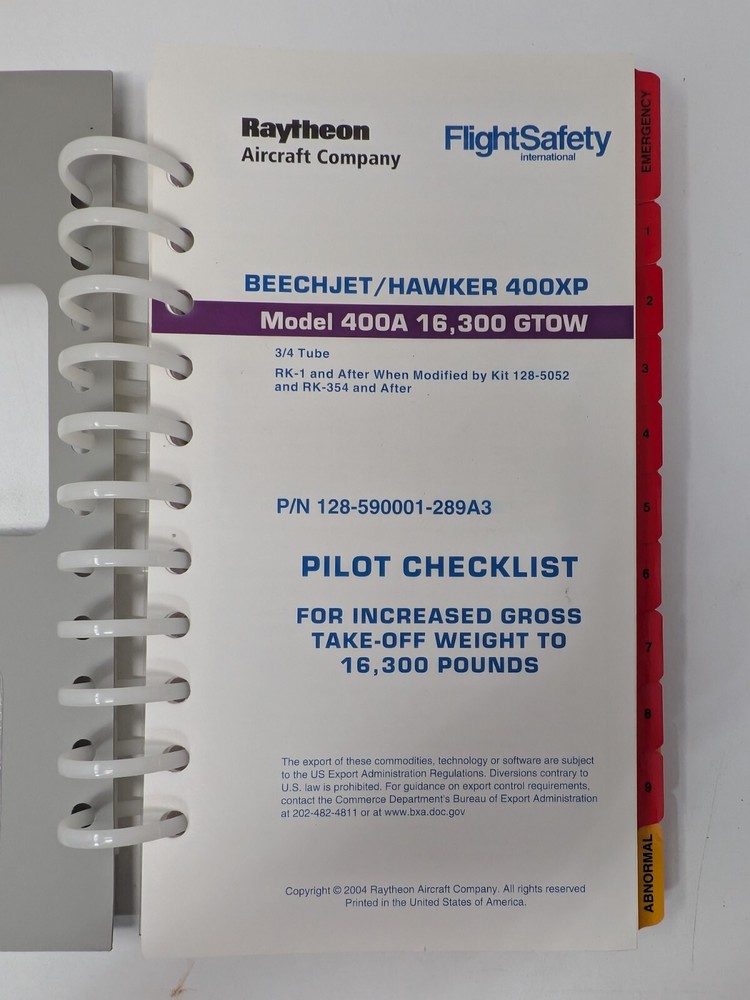 Raytheon
Aircraft Company
FlightSafety
international
BEECHJET/HAWKER 400XP
Model 400A 16,300 GTOW
3/4 Tube
RK-1 and After When Modified by Kit 128-5052
and RK-354 and After
P/N 128-590001-289A3
PILOT CHECKLIST
FOR INCREASED GROSS
TAKE-OFF WEIGHT TO
16,300 POUNDS
The export of these commodities, technology or software are subject
to the US Export Administration Regulations. Diversions contrary to
U.S. law is prohibited. For guidance on export control requirements,
contact the Commerce Department's Bureau of Export Administration
at 202-482-4811 or at www.bxa.doc.gov
Copyright © 2004 Raytheon Aircraft Company. All rights reserved
Printed in the United States of America.
EMERGENCY
1
2
3
4
5
6
7
8
9
ABNORMAL